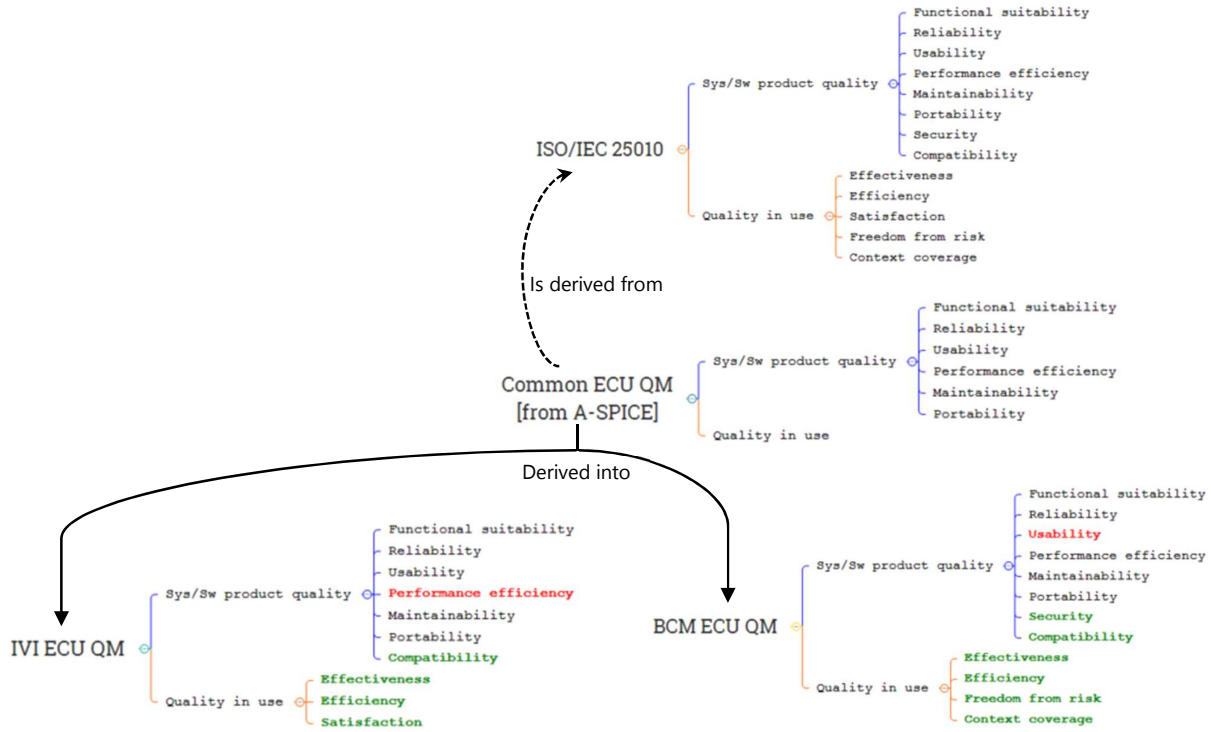 Functional suitability
Reliability
Usability
Performance efficiency
Maintainability
Portability
Security
Compatibility
Sys/Sw product quality
ISO/IEC 25010
Effectiveness
Efficiency
Satisfaction
Freedom from risk
Context coverage
Quality in use
Is derived from
Functional suitability
Reliability
Usability
Performance efficiency
Maintainability
Portability
Sys/Sw product quality
Common ECU QM
[from A-SPICE]
Quality in use
Derived into
Functional suitability
Reliability
Usability
Performance efficiency
Maintainability
Portability
Compatibility
Sys/Sw product quality
IVI ECU QM
Effectiveness
Efficiency
Satisfaction
Quality in use
Functional suitability
Reliability
Usability
Performance efficiency
Maintainability
Portability
Security
Compatibility
Sys/Sw product quality
BCM ECU QM
Effectiveness
Efficiency
Freedom from risk
Context coverage
Quality in use